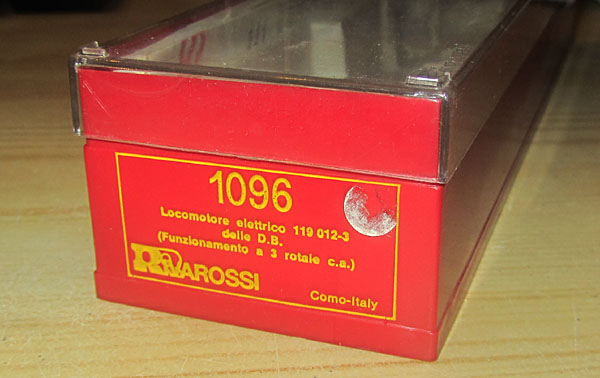 1096
Locomotore elettrico 119 012-3
delle D.B.
(Funzionamento a 3 rotaie c.a.)
RIVAROSSI
Como-Italy